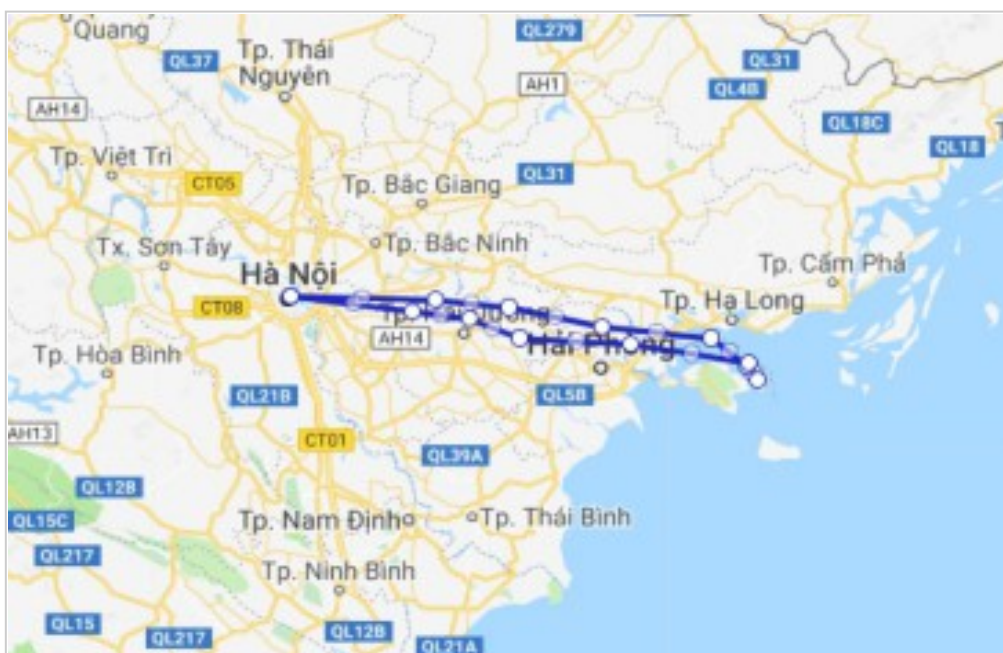 Quang
QL37
Tp. Thái
Nguyên
QL279
QL31
AH1
QL4B
AH14
QL18C
QL18
Tp. Việt Trì
CT05
QL31
Tp. Bắc Giang
Tx. Sơn Tây
Tp. Bắc Ninh
Hà Nội
CT08
Tp. Cẩm Phả
Tp. Hạ Long
AH14
Hải Phòng
Tp. Hòa Bình
QL21B
QL5B
AH13
CT01
QL39A
QL12B
QL15C
Tp. Nam Định
Tp. Thái Bình
QL217
Tp. Ninh Bình
QL15
QL217
QL12B
QL21A